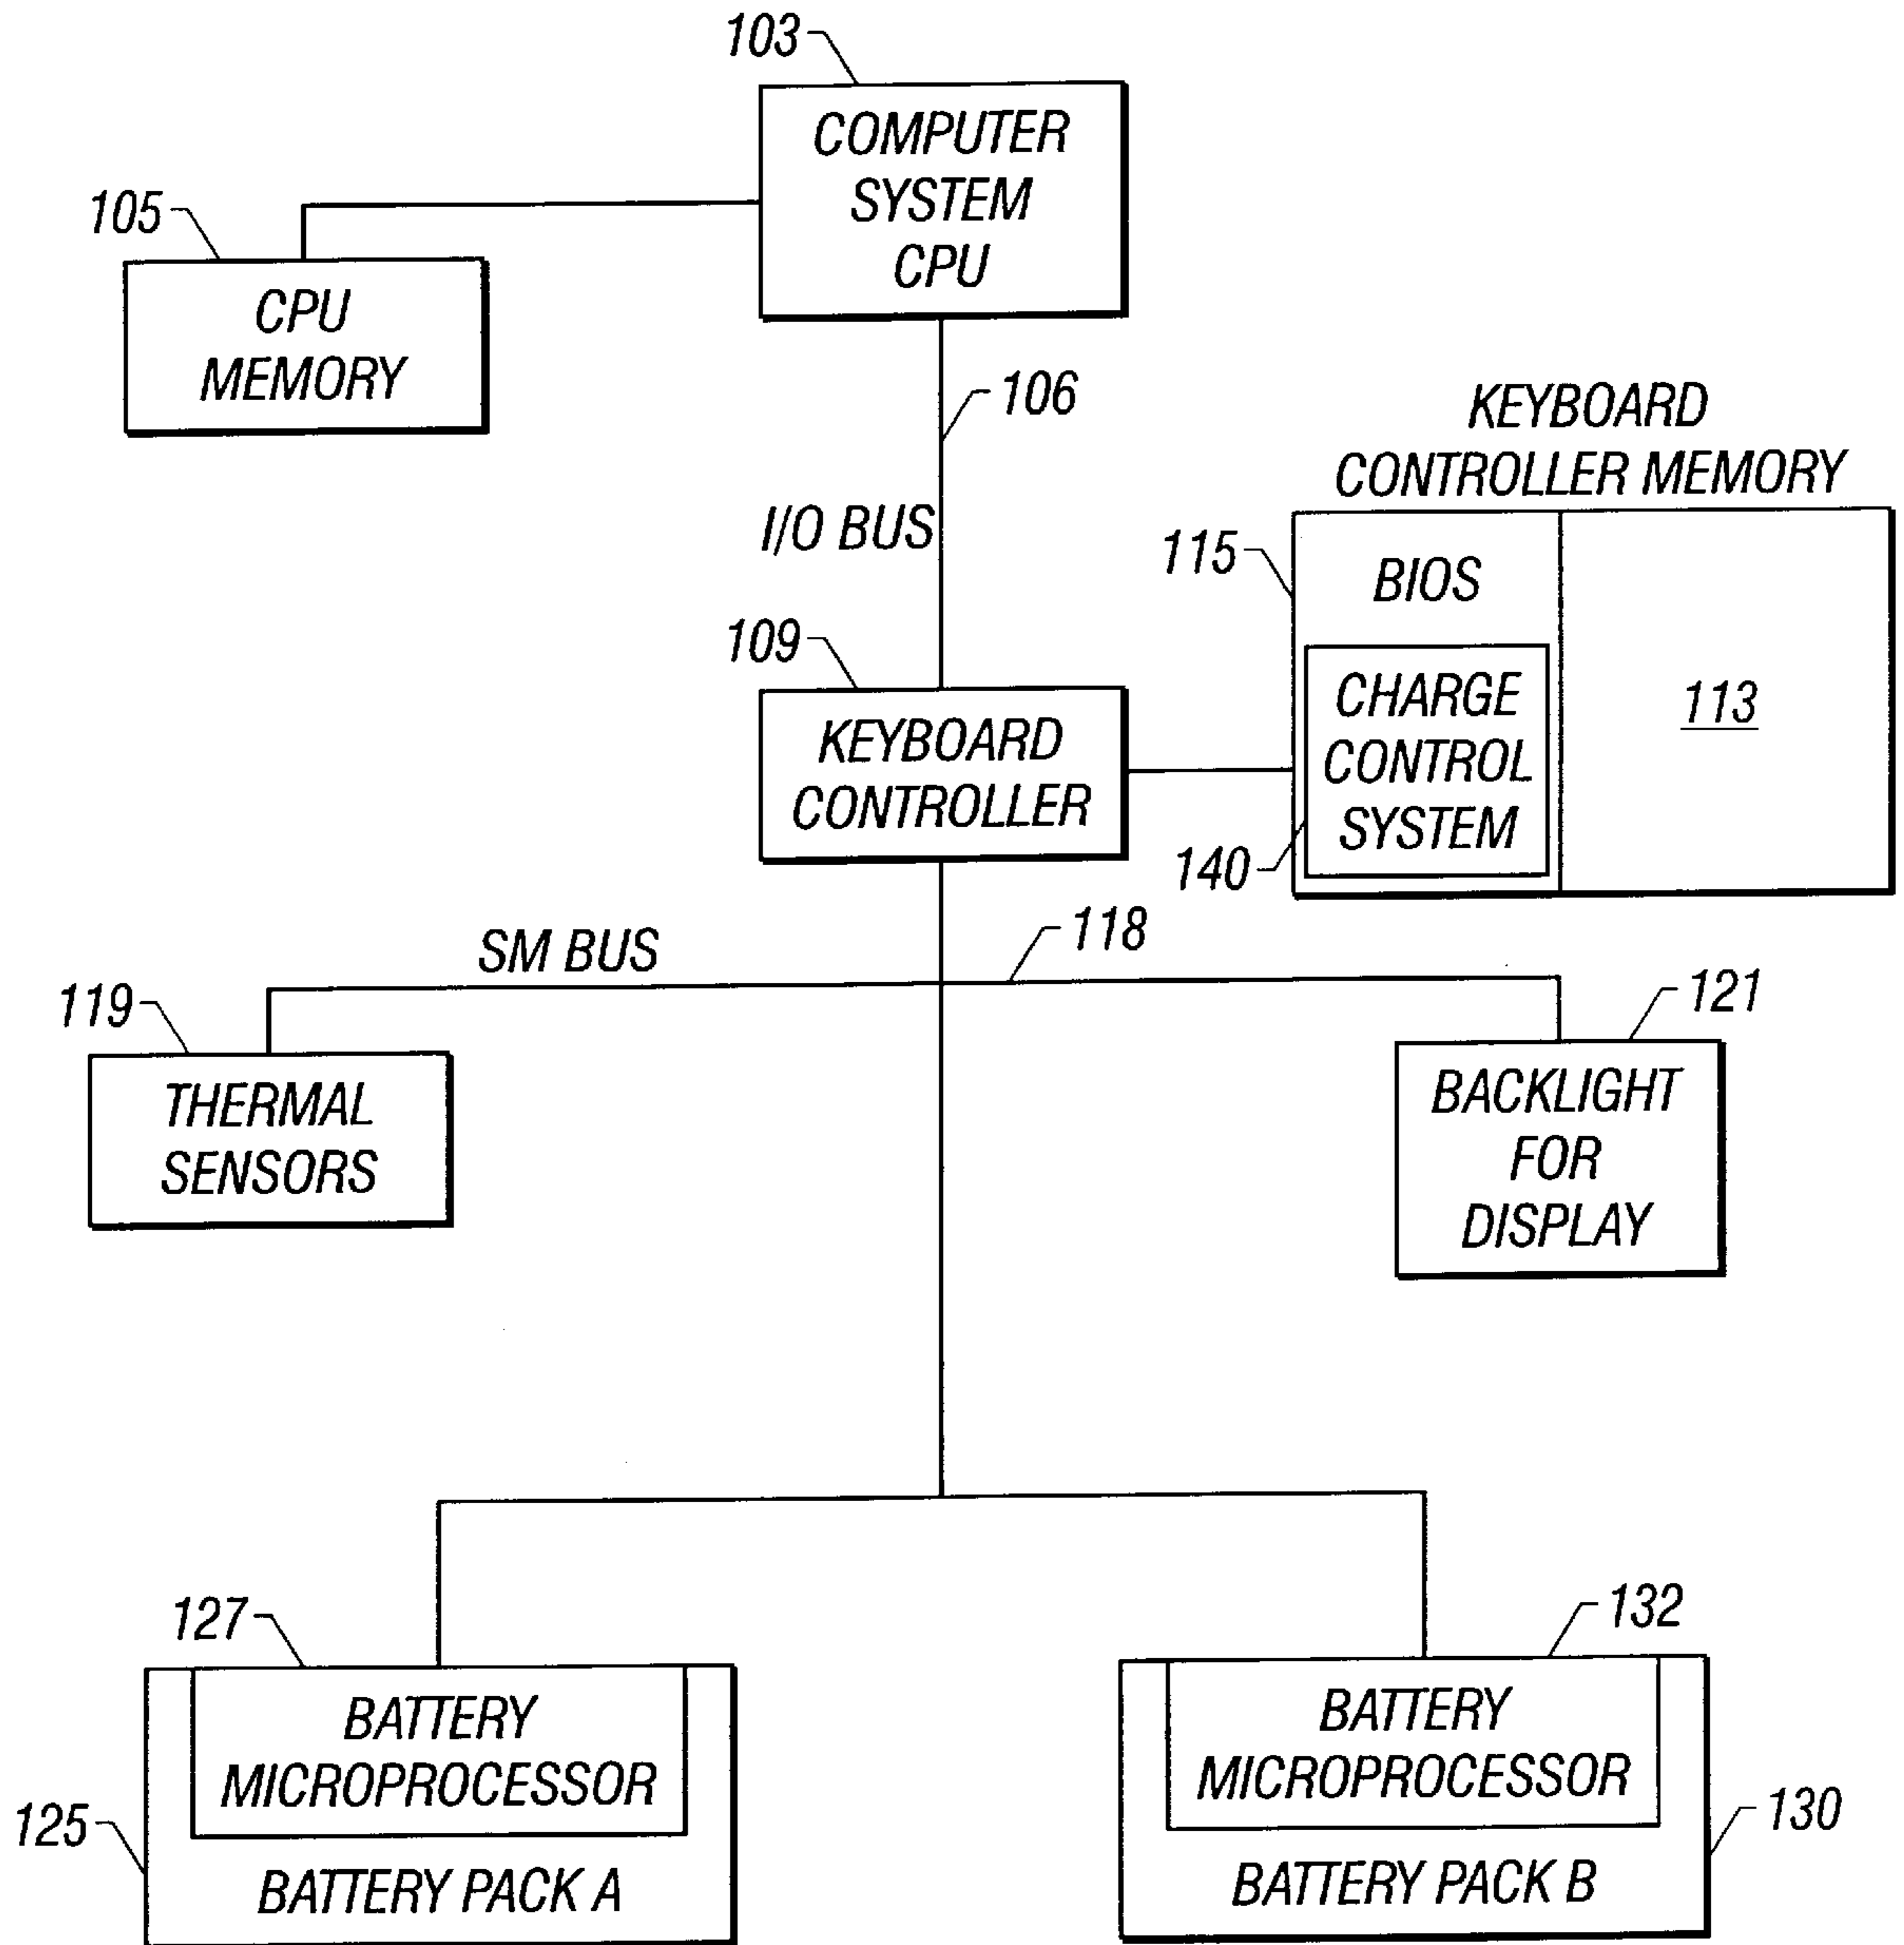 103
COMPUTER
SYSTEM
CPU
105
CPU
MEMORY
106
KEYBOARD
CONTROLLER MEMORY
I/O BUS
115
BIOS
109
KEYBOARD
CONTROLLER
CHARGE
CONTROL
SYSTEM
113
140
SM BUS
118
119
THERMAL
SENSORS
121
BACKLIGHT
FOR
DISPLAY
127
BATTERY
MICROPROCESSOR
125
BATTERY PACK A
132
BATTERY
MICROPROCESSOR
130
BATTERY PACK B